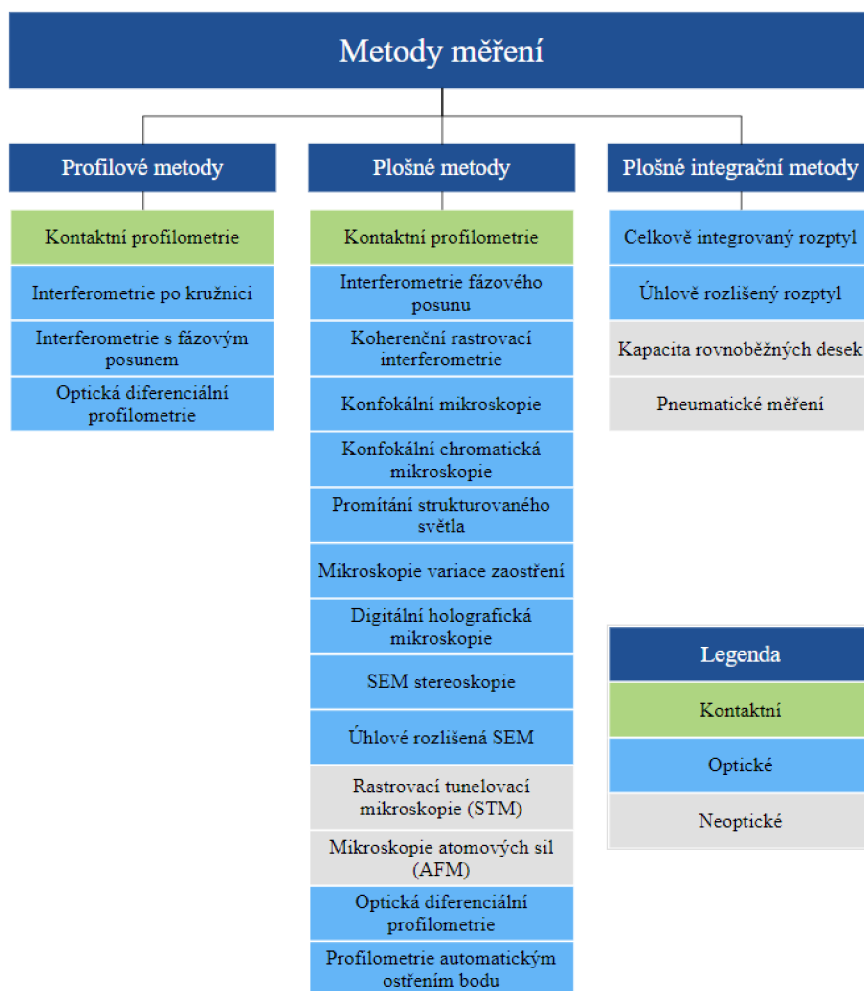 Metody měření
Profilové metody
Kontaktní profilometrie
Interferometrie po kružnici
Interferometrie s fázovým
posunem
Optická diferenciální
profilometrie
Plošné metody
Kontaktní profilometrie
Interferometrie fázového
posunu
Koherenční rastrovací
interferometrie
Konfokální mikroskopie
Konfokální chromatická
mikroskopie
Promítání strukturovaného
světla
Mikroskopie variace zaostření
Digitální holografická
mikroskopie
SEM stereoskopie
Úhlové rozlišená SEM
Rastrovací tunelovací
mikroskopie (STM)
Mikroskopie atomových sil
(AFM)
Optická diferenciální
profilometrie
Profilometrie automatickým
ostřením bodu
Plošné integrační metody
Celkově integrovaný rozptyl
Úhlově rozlišený rozptyl
Kapacita rovnoběžných desek
Pneumatické měření
Legenda
Kontaktní
Optické
Neoptické